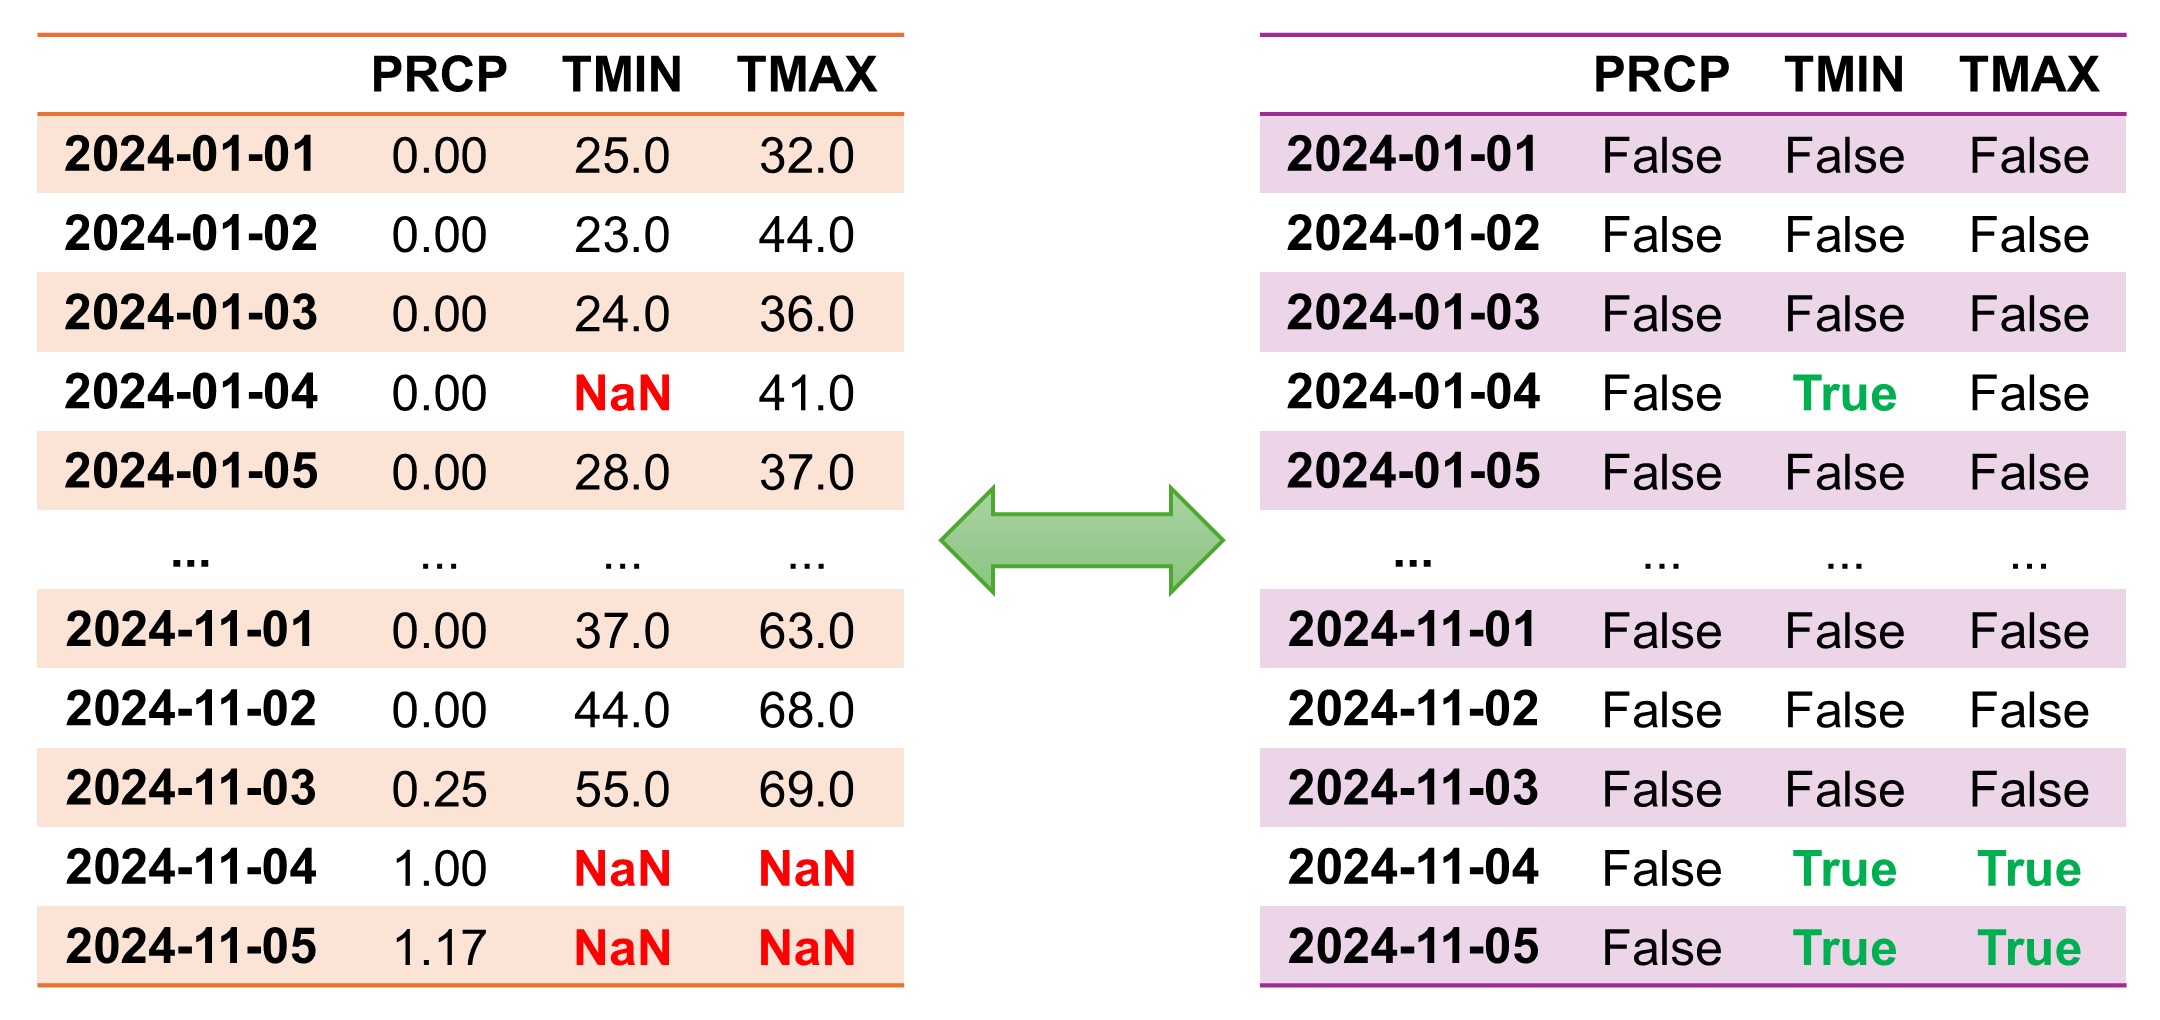 PRCP TMIN TMAX
2024-01-01 0.00 25.0 32.0
2024-01-02 0.00 23.0 44.0
2024-01-03 0.00 24.0 36.0
2024-01-04 0.00 NaN 41.0
2024-01-05 0.00 28.0 37.0
... ... ... ...
2024-11-01 0.00 37.0 63.0
2024-11-02 0.00 44.0 68.0
2024-11-03 0.25 55.0 69.0
2024-11-04 1.00 NaN NaN
2024-11-05 1.17 NaN NaN
PRCP TMIN TMAX
2024-01-01 False False False
2024-01-02 False False False
2024-01-03 False False False
2024-01-04 False True False
2024-01-05 False False False
... ... ... ...
2024-11-01 False False False
2024-11-02 False False False
2024-11-03 False False False
2024-11-04 False True True
2024-11-05 False True True